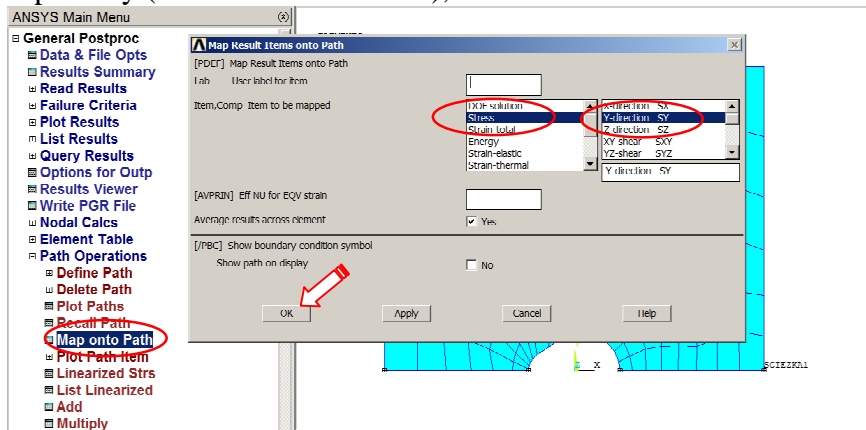 ANSYS Main Menu
General Postproc
Data & File Opts
Results Summary
Read Results
Failure Criteria
Plot Results
List Results
Query Results
Options for Outp
Results Viewer
Write PGR File
Nodal Calcs
Element Table
Path Operations
Define Path
Delete Path
Plot Paths
Recall Path
Map onto Path
Plot Path Item
Linearized Strs
List Linearized
Add
Multiply
Map Result Items onto Path
[PDEF] Map Result Items onto Path
Lab User label for item
Item,Comp Item to be mapped
DOF solution
Stress
Strain-total
Energy
Strain-elastic
Strain-thermal
X-direction SX
Y-direction SY
Z-direction SZ
XY-shear SXY
YZ-shear SYZ
Y-direction SY
[AVPRIN] Eff NU for EQV strain
Average results across element
Yes
[/PBC] Show boundary condition symbol
Show path on display
No
OK
Apply
Cancel
Help
X
SCIEZKA1